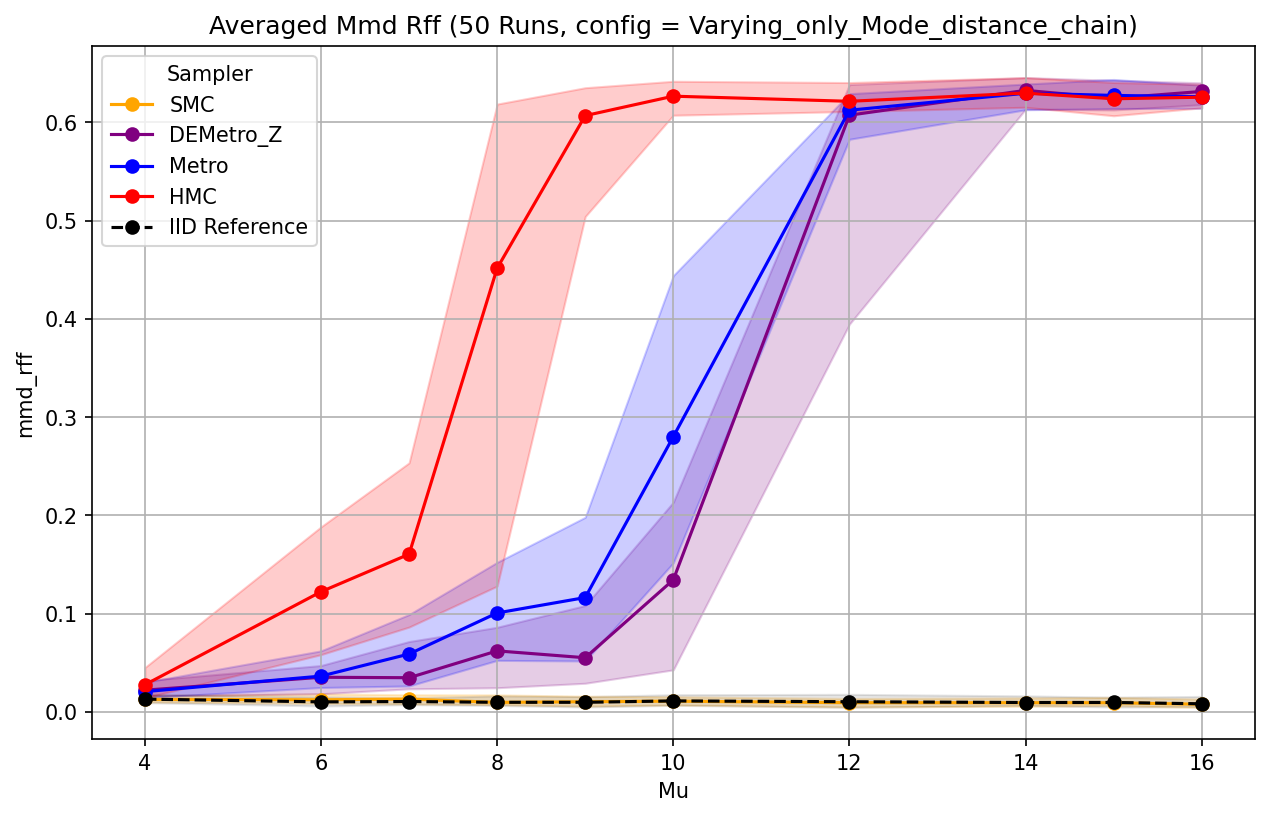 Averaged Mmd Rff (50 Runs, config = Varying_only_Mode_distance_chain)
Sampler
SMC
DEMetro_Z
Metro
HMC
IID Reference
mmd_rff
0.6
0.5
0.4
0.3
0.2
0.1
0.0
4 6 8 10 12 14 16
Mu